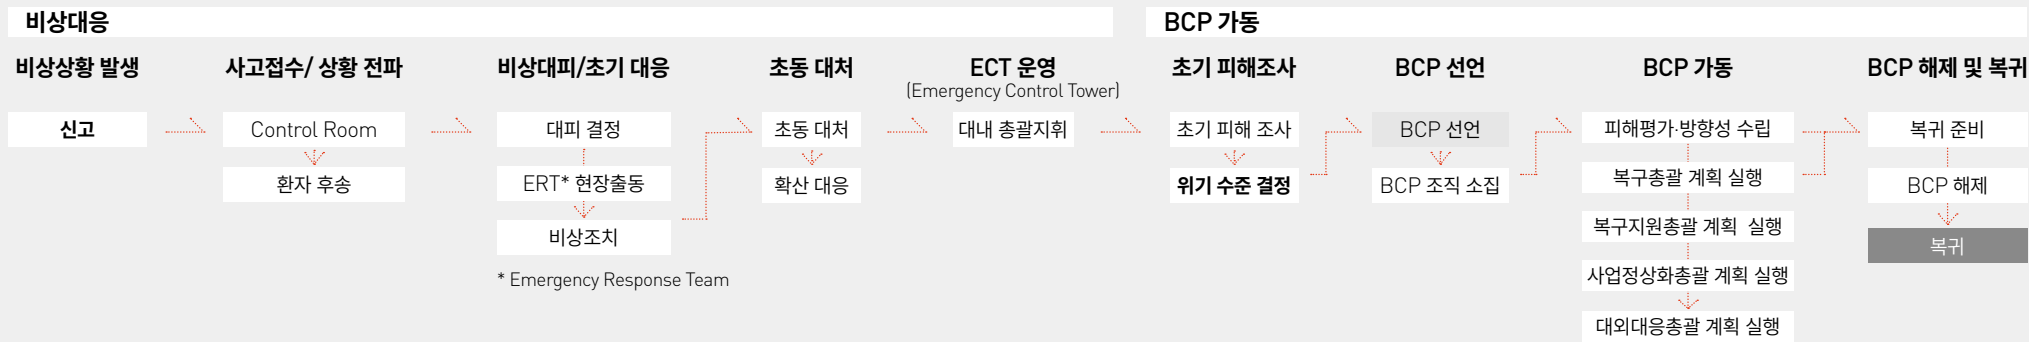 비상대응
BCP 가동
비상상황 발생
사고접수/ 상황 전파
비상대피/초기 대응
초동 대처
ECT 운영
(Emergency Control Tower)
초기 피해조사
BCP 선언
BCP 가동
BCP 해제 및 복귀
신고
Control Room
환자 후송
대피 결정
ERT* 현장출동
비상조치
* Emergency Response Team
초동 대처
확산 대응
대내 총괄지휘
초기 피해 조사
위기 수준 결정
BCP 선언
BCP 조직 소집
피해평가·방향성 수립
복구총괄 계획 실행
복구지원총괄 계획 실행
사업정상화총괄 계획 실행
대외대응총괄 계획 실행
복귀 준비
BCP 해제
복귀